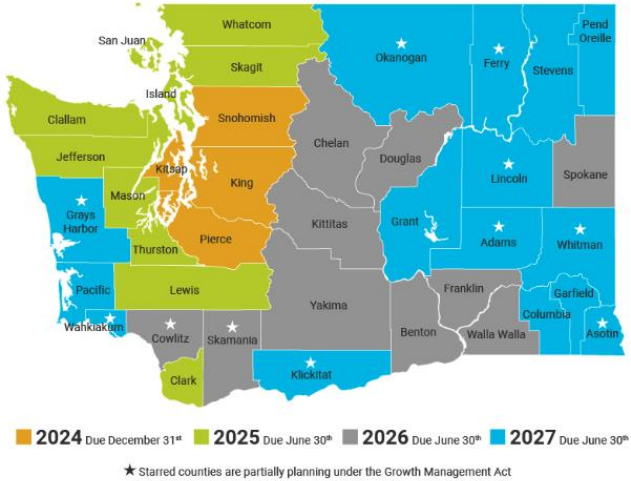 Whatcom
San Juan
Skagit
Island
Clallam
Jefferson
Snohomish
Kitsap
King
Mason
Grays
Harbor
Thurston
Pierce
Pacific
Lewis
Wahkiakum
Cowlitz
Skamania
Clark
Okanogan
Ferry
Stevens
Pend
Oreille
Chelan
Douglas
Lincoln
Spokane
Kittitas
Grant
Adams
Whitman
Yakima
Franklin
Garfield
Columbia
Benton
Walla Walla
Asotin
Klickitat
2024 Due December 31st 2025 Due June 30th 2026 Due June 30th 2027 Due June 30th
★ Starred counties are partially planning under the Growth Management Act